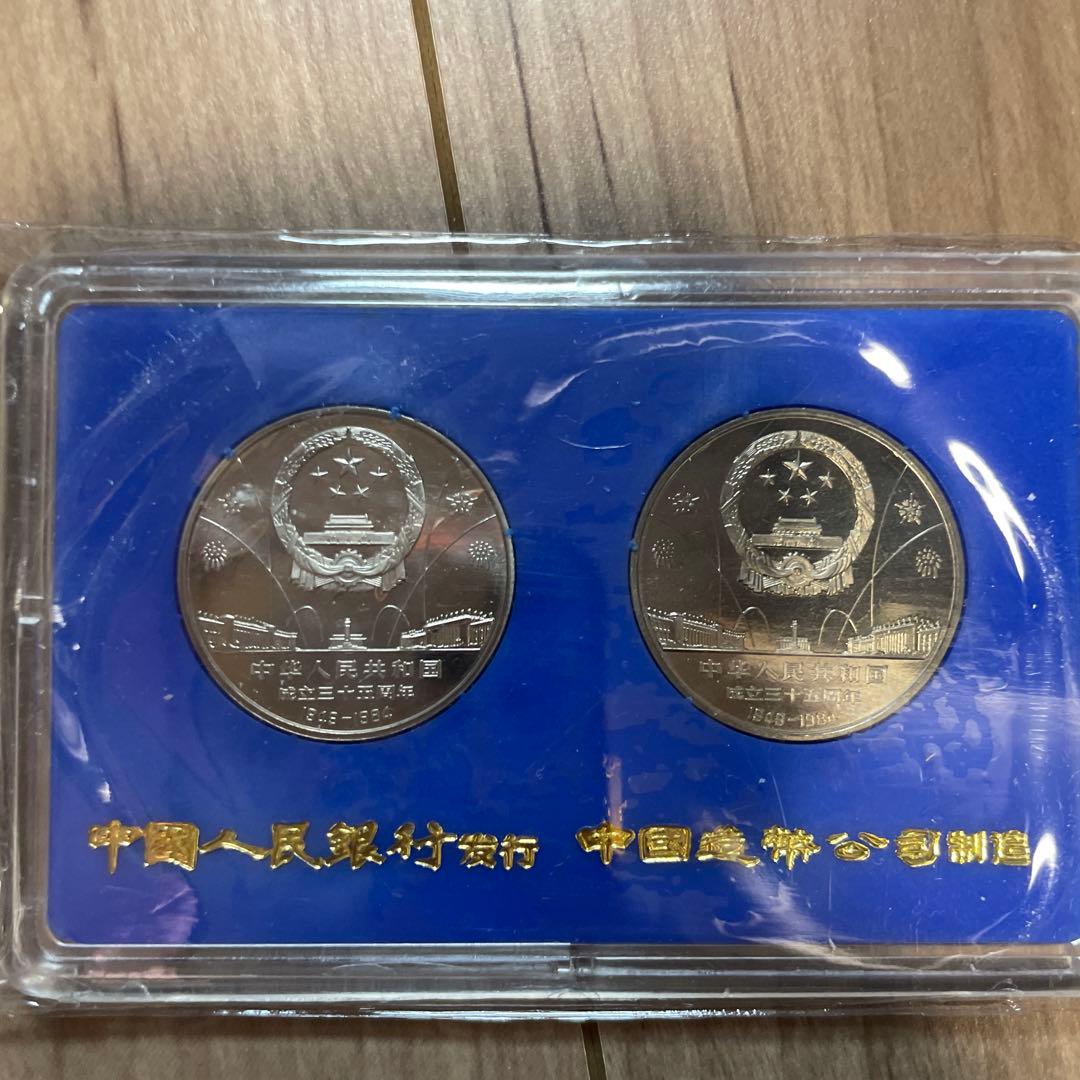 中华人民共和国
成立三十五周年
1949-1984
中华人民共和国
成立三十五周年
1949-1984
中國人民銀行发行
中國造幣公司制造